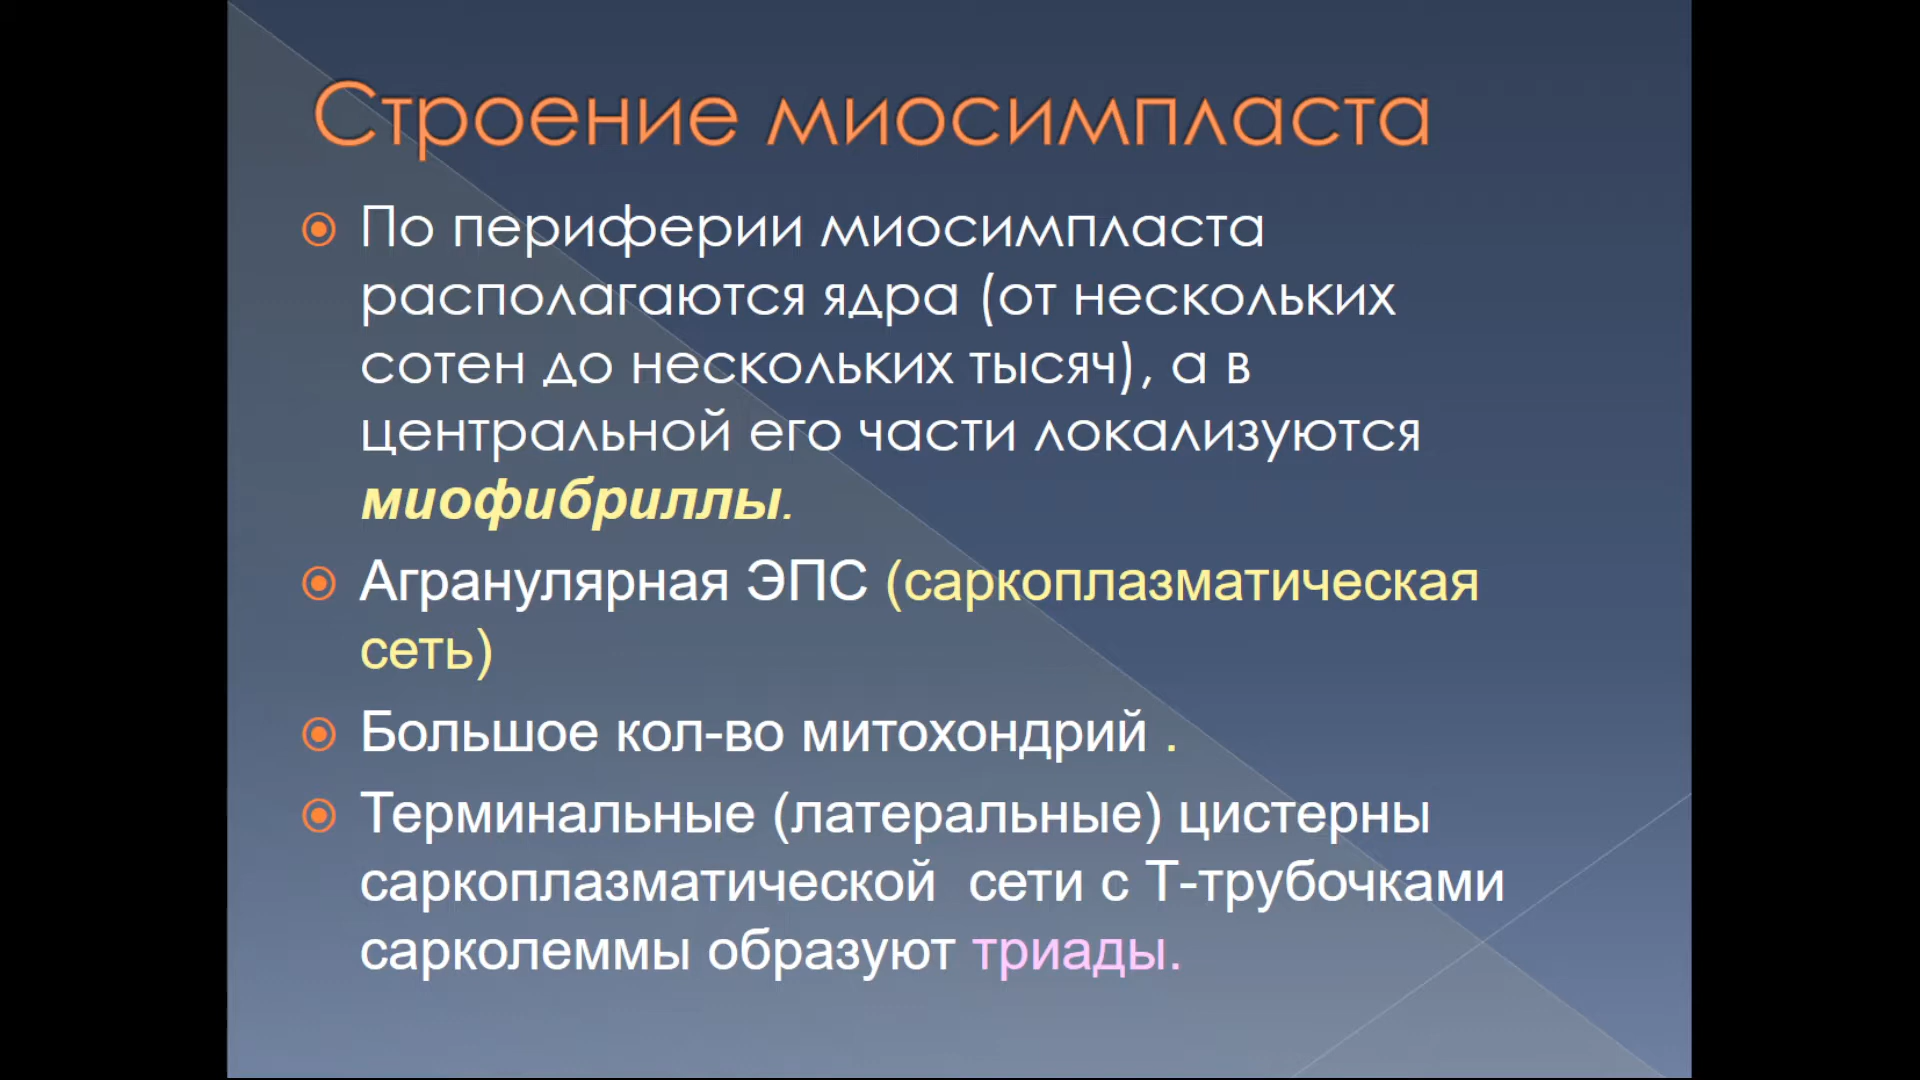 Строение миосимпласта
По периферии миосимпласта
располагаются ядра (от нескольких
сотен до нескольких тысяч), а в
центральной его части локализуются
миофибриллы.
Агранулярная ЭПС (саркоплазматическая
сеть)
Большое кол-во митохондрий .
Терминальные (латеральные) цистерны
саркоплазматической  сети с Т-трубочками
сарколеммы образуют триады.